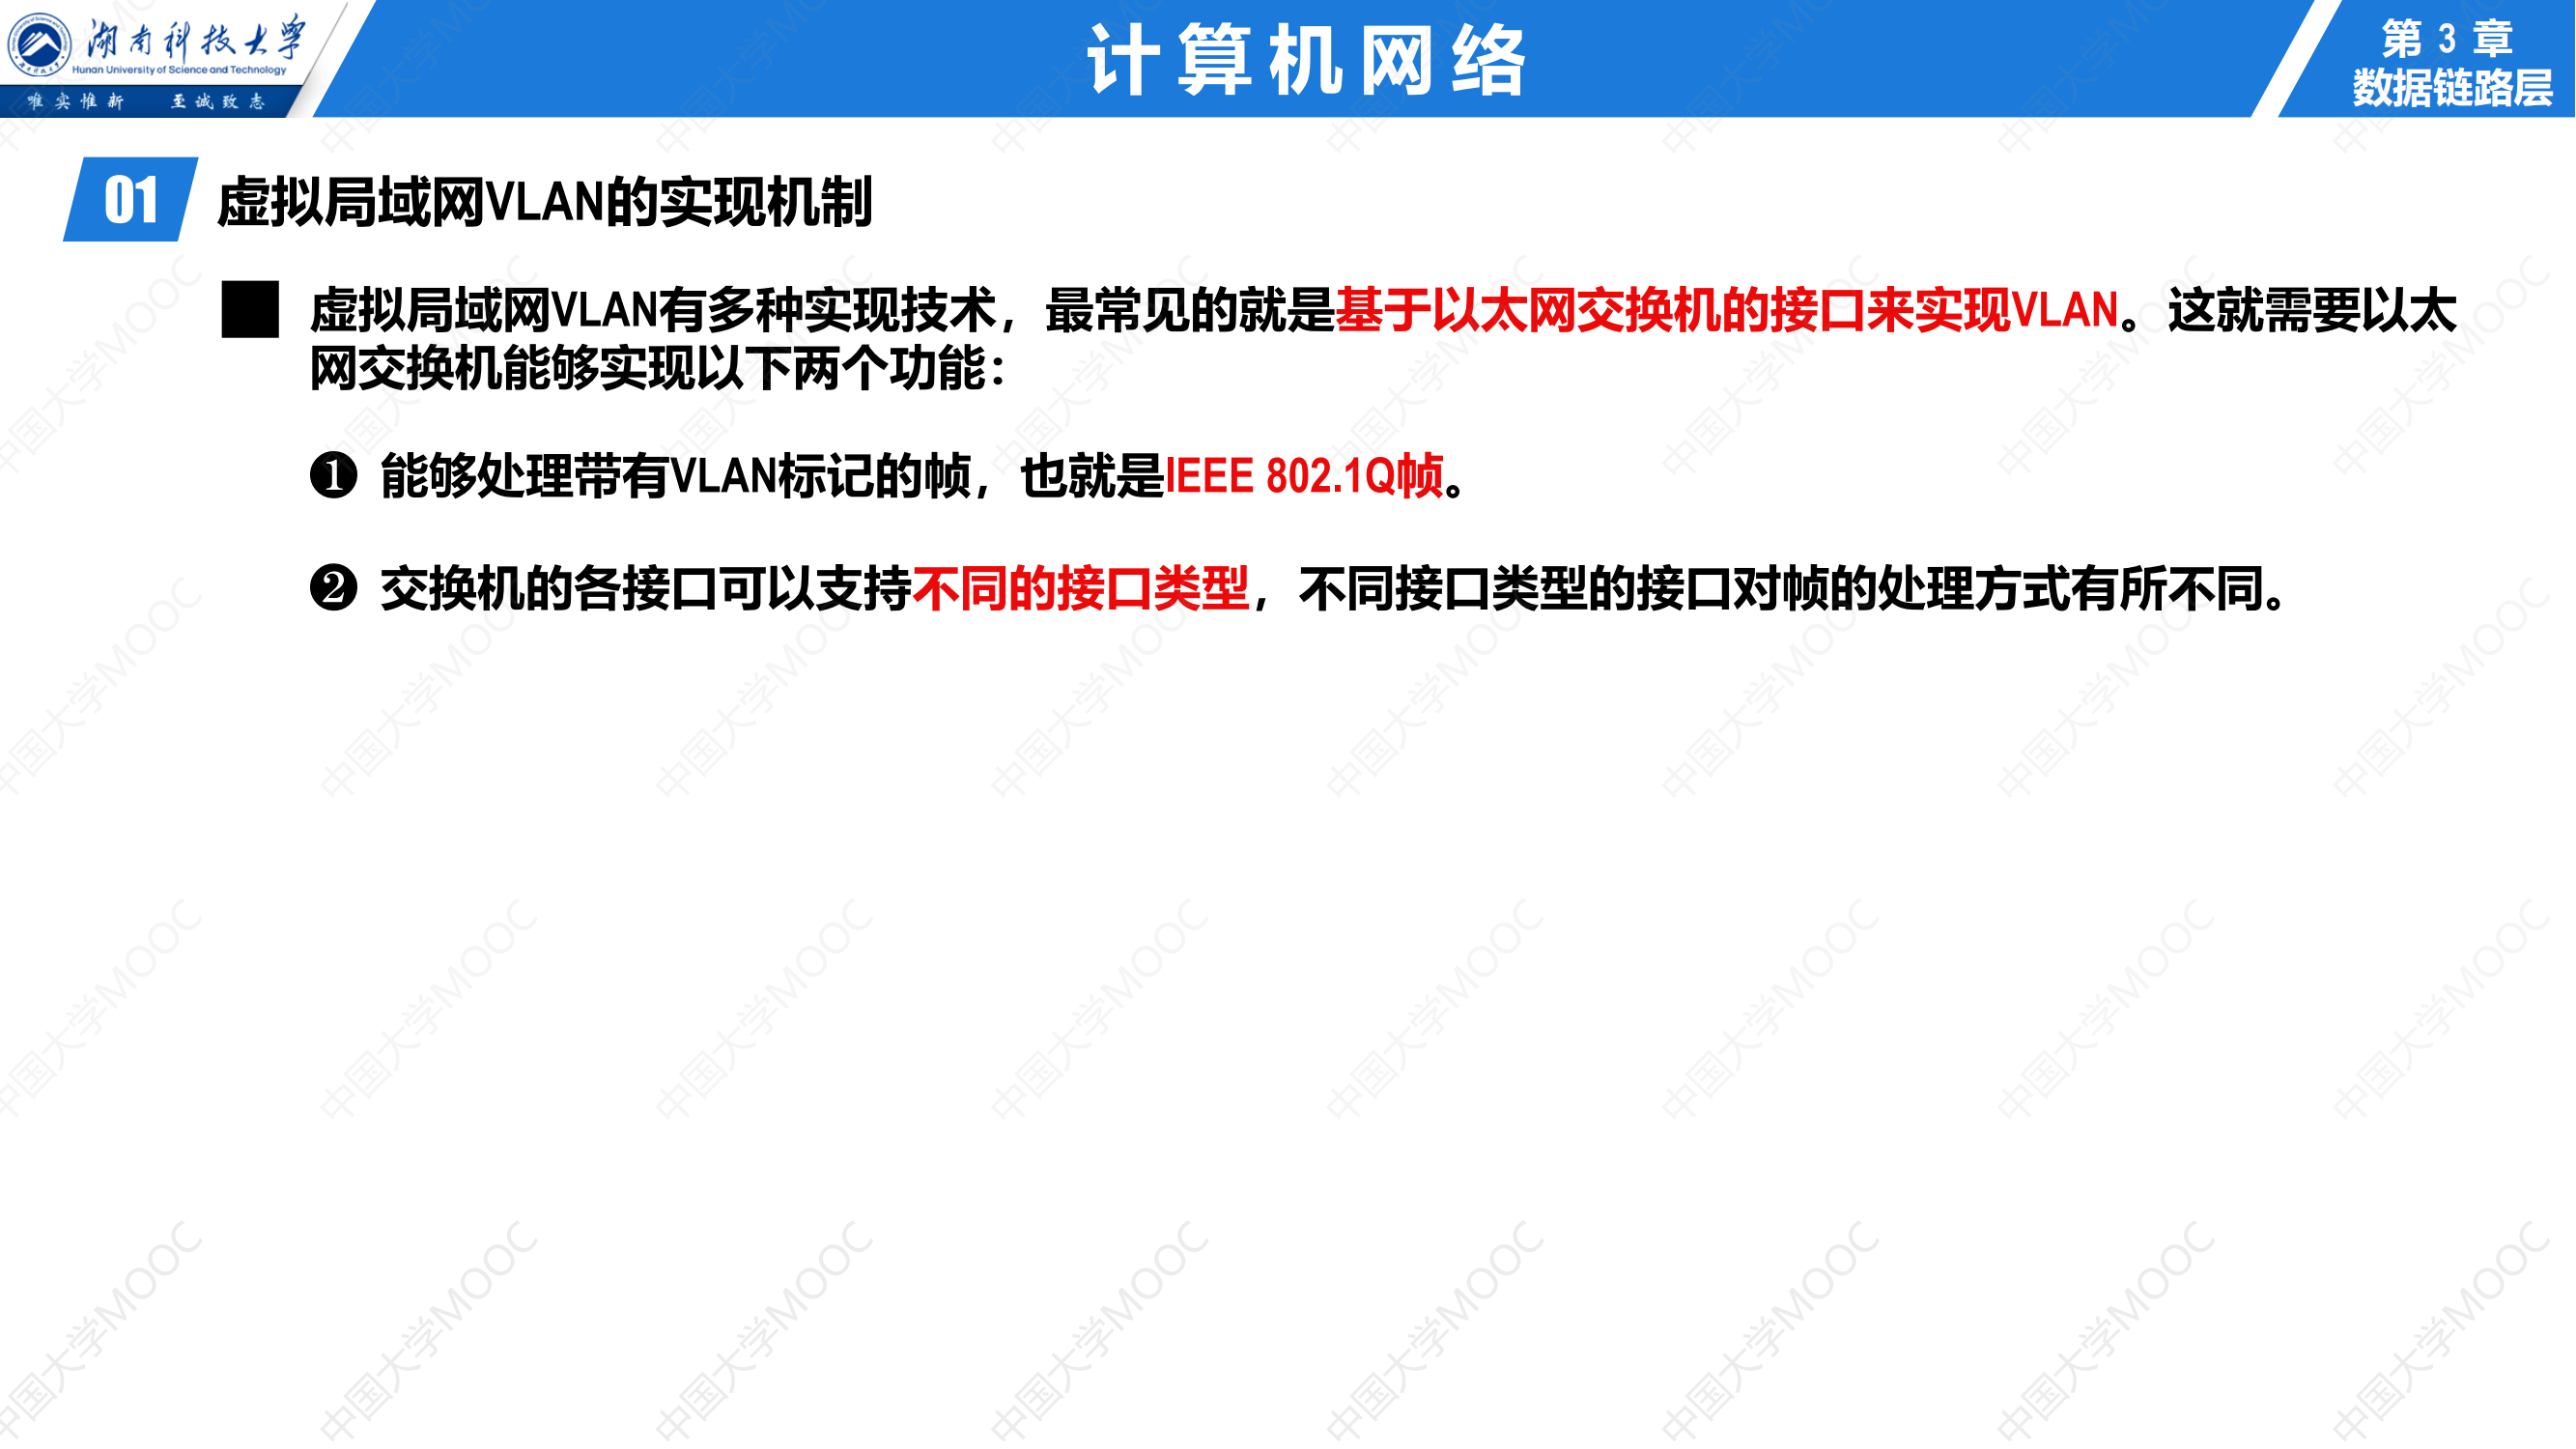 湖南科技大学
Hunan University of Science and Technology
唯实惟新 至诚致志
计算机网络
第 3 章
数据链路层
01 虚拟局域网VLAN的实现机制
■ 虚拟局域网VLAN有多种实现技术，最常见的就是基于以太网交换机的接口来实现VLAN。这就需要以太
网交换机能够实现以下两个功能：
❶ 能够处理带有VLAN标记的帧，也就是IEEE 802.1Q帧。
❷ 交换机的各接口可以支持不同的接口类型，不同接口类型的接口对帧的处理方式有所不同。
中国大学MOOC